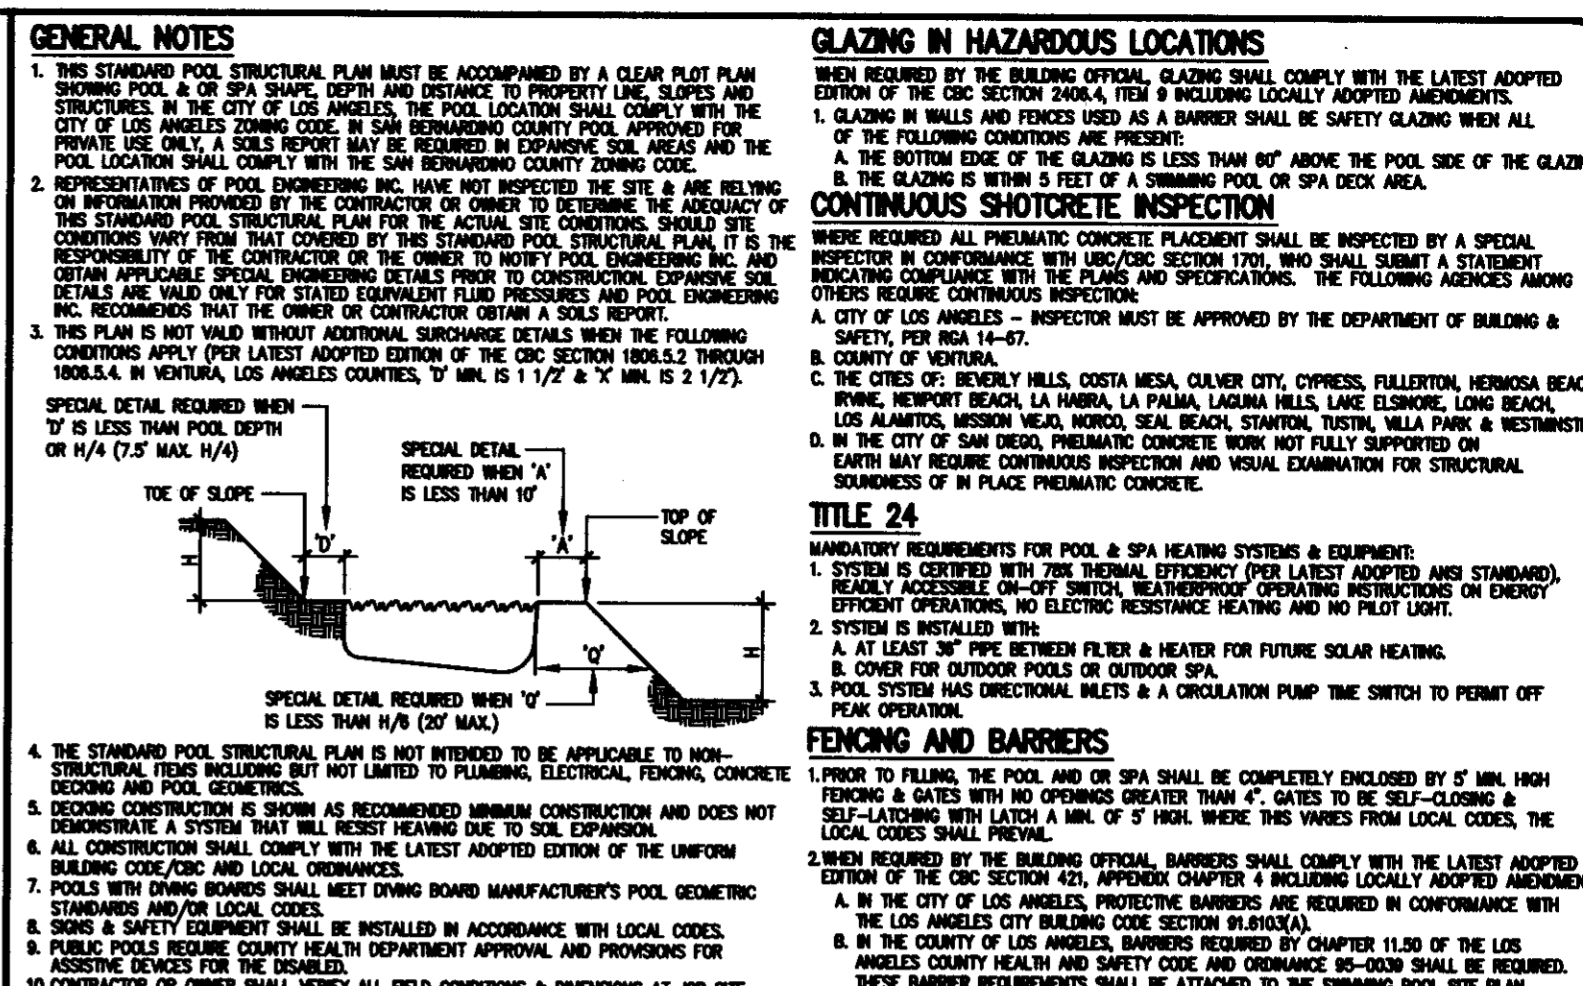 GENERAL NOTES
1. THIS STANDARD POOL STRUCTURAL PLAN MUST BE ACCOMPANIED BY A CLEAR PLOT PLAN
SHOWING POOL & OR SPA SHAPE, DEPTH AND DISTANCE TO PROPERTY LINE, SLOPES AND
STRUCTURES. IN THE CITY OF LOS ANGELES, THE POOL LOCATION SHALL COMPLY WITH THE
CITY OF LOS ANGELES ZONING CODE. IN SAN BERNARDINO COUNTY POOL APPROVED FOR
PRIVATE USE ONLY, A SOILS REPORT MAY BE REQUIRED IN EXPANSIVE SOIL AREAS AND THE
POOL LOCATION SHALL COMPLY WITH THE SAN BERNARDINO COUNTY ZONING CODE.
2. REPRESENTATIVES OF POOL ENGINEERING INC. HAVE NOT INSPECTED THE SITE & ARE RELYING
ON INFORMATION PROVIDED BY THE CONTRACTOR OR OWNER TO DETERMINE THE ADEQUACY OF
THIS STANDARD POOL STRUCTURAL PLAN FOR THE ACTUAL SITE CONDITIONS. SHOULD SITE
CONDITIONS VARY FROM THAT COVERED BY THIS STANDARD POOL STRUCTURAL PLAN, IT IS THE
RESPONSIBILITY OF THE CONTRACTOR OR THE OWNER TO NOTIFY POOL ENGINEERING INC. AND
OBTAIN APPLICABLE SPECIAL ENGINEERING DETAILS PRIOR TO CONSTRUCTION. EXPANSIVE SOIL
DETAILS ARE VALID ONLY FOR STATED EQUIVALENT FLUID PRESSURES AND POOL ENGINEERING
INC. RECOMMENDS THAT THE OWNER OR CONTRACTOR OBTAIN A SOILS REPORT.
3. THIS PLAN IS NOT VALID WITHOUT ADDITIONAL SURCHARGE DETAILS WHEN THE FOLLOWING
CONDITIONS APPLY (PER LATEST ADOPTED EDITION OF THE CBC SECTION 1806.5.2 THROUGH
1806.5.4. IN VENTURA, LOS ANGELES COUNTIES, 'D' MIN. IS 1 1/2' & 'X' MIN. IS 2 1/2').
SPECIAL DETAIL REQUIRED WHEN
'D' IS LESS THAN POOL DEPTH
OR H/4 (7.5' MAX. H/4)
SPECIAL DETAIL
REQUIRED WHEN 'A'
IS LESS THAN 10'
TOE OF SLOPE
TOP OF
SLOPE
'D'
'A'
H
H
'Q'
SPECIAL DETAIL REQUIRED WHEN 'Q'
IS LESS THAN H/6 (20' MAX.)
4. THE STANDARD POOL STRUCTURAL PLAN IS NOT INTENDED TO BE APPLICABLE TO NON-
STRUCTURAL ITEMS INCLUDING BUT NOT LIMITED TO PLUMBING, ELECTRICAL, FENCING, CONCRETE
DECKING AND POOL GEOMETRICS.
5. DECKING CONSTRUCTION IS SHOWN AS RECOMMENDED MINIMUM CONSTRUCTION AND DOES NOT
DEMONSTRATE A SYSTEM THAT WILL RESIST HEAVING DUE TO SOIL EXPANSION.
6. ALL CONSTRUCTION SHALL COMPLY WITH THE LATEST ADOPTED EDITION OF THE UNIFORM
BUILDING CODE/CBC AND LOCAL ORDINANCES.
7. POOLS WITH DIVING BOARDS SHALL MEET DIVING BOARD MANUFACTURER'S POOL GEOMETRIC
STANDARDS AND/OR LOCAL CODES.
8. SIGNS & SAFETY EQUIPMENT SHALL BE INSTALLED IN ACCORDANCE WITH LOCAL CODES.
9. PUBLIC POOLS REQUIRE COUNTY HEALTH DEPARTMENT APPROVAL AND PROVISIONS FOR
ASSISTIVE DEVICES FOR THE DISABLED.
10. CONTRACTOR OR OWNER SHALL VERIFY ALL FIELD CONDITIONS & DIMENSIONS AT JOB SITE
GLAZING IN HAZARDOUS LOCATIONS
WHEN REQUIRED BY THE BUILDING OFFICIAL, GLAZING SHALL COMPLY WITH THE LATEST ADOPTED
EDITION OF THE CBC SECTION 2406.4, ITEM 9 INCLUDING LOCALLY ADOPTED AMENDMENTS.
1. GLAZING IN WALLS AND FENCES USED AS A BARRIER SHALL BE SAFETY GLAZING WHEN ALL
OF THE FOLLOWING CONDITIONS ARE PRESENT:
A. THE BOTTOM EDGE OF THE GLAZING IS LESS THAN 60" ABOVE THE POOL SIDE OF THE GLAZIN
B. THE GLAZING IS WITHIN 5 FEET OF A SWIMMING POOL OR SPA DECK AREA.
CONTINUOUS SHOTCRETE INSPECTION
WHERE REQUIRED ALL PNEUMATIC CONCRETE PLACEMENT SHALL BE INSPECTED BY A SPECIAL
INSPECTOR IN CONFORMANCE WITH UBC/CBC SECTION 1701, WHO SHALL SUBMIT A STATEMENT
INDICATING COMPLIANCE WITH THE PLANS AND SPECIFICATIONS. THE FOLLOWING AGENCIES AMONG
OTHERS REQUIRE CONTINUOUS INSPECTION:
A. CITY OF LOS ANGELES - INSPECTOR MUST BE APPROVED BY THE DEPARTMENT OF BUILDING &
SAFETY, PER RGA 14-67.
B. COUNTY OF VENTURA.
C. THE CITIES OF: BEVERLY HILLS, COSTA MESA, CULVER CITY, CYPRESS, FULLERTON, HERMOSA BEAC
IRVINE, NEWPORT BEACH, LA HABRA, LA PALMA, LAGUNA HILLS, LAKE ELSINORE, LONG BEACH,
LOS ALAMITOS, MISSION VIEJO, NORCO, SEAL BEACH, STANTON, TUSTIN, VILLA PARK & WESTMINSTE
D. IN THE CITY OF SAN DIEGO, PNEUMATIC CONCRETE WORK NOT FULLY SUPPORTED ON
EARTH MAY REQUIRE CONTINUOUS INSPECTION AND VISUAL EXAMINATION FOR STRUCTURAL
SOUNDNESS OF IN PLACE PNEUMATIC CONCRETE.
TITLE 24
MANDATORY REQUIREMENTS FOR POOL & SPA HEATING SYSTEMS & EQUIPMENT:
1. SYSTEM IS CERTIFIED WITH 78% THERMAL EFFICIENCY (PER LATEST ADOPTED ANSI STANDARD),
READILY ACCESSIBLE ON-OFF SWITCH, WEATHERPROOF OPERATING INSTRUCTIONS ON ENERGY
EFFICIENT OPERATIONS, NO ELECTRIC RESISTANCE HEATING AND NO PILOT LIGHT.
2. SYSTEM IS INSTALLED WITH:
A. AT LEAST 36" PIPE BETWEEN FILTER & HEATER FOR FUTURE SOLAR HEATING.
B. COVER FOR OUTDOOR POOLS OR OUTDOOR SPA.
3. POOL SYSTEM HAS DIRECTIONAL INLETS & A CIRCULATION PUMP TIME SWITCH TO PERMIT OFF
PEAK OPERATION.
FENCING AND BARRIERS
1. PRIOR TO FILLING, THE POOL AND OR SPA SHALL BE COMPLETELY ENCLOSED BY 5' MIN. HIGH
FENCING & GATES WITH NO OPENINGS GREATER THAN 4". GATES TO BE SELF-CLOSING &
SELF-LATCHING WITH LATCH A MIN. OF 5' HIGH. WHERE THIS VARIES FROM LOCAL CODES, THE
LOCAL CODES SHALL PREVAIL.
2. WHEN REQUIRED BY THE BUILDING OFFICIAL, BARRIERS SHALL COMPLY WITH THE LATEST ADOPTED
EDITION OF THE CBC SECTION 421, APPENDIX CHAPTER 4 INCLUDING LOCALLY ADOPTED AMENDMEN
A. IN THE CITY OF LOS ANGELES, PROTECTIVE BARRIERS ARE REQUIRED IN CONFORMANCE WITH
THE LOS ANGELES CITY BUILDING CODE SECTION 91.6103(A).
B. IN THE COUNTY OF LOS ANGELES, BARRIERS REQUIRED BY CHAPTER 11.50 OF THE LOS
ANGELES COUNTY HEALTH AND SAFETY CODE AND ORDINANCE 95-0039 SHALL BE REQUIRED.
THESE BARRIER REQUIREMENTS SHALL BE ATTACHED TO THE SWIMMING POOL SITE PLAN